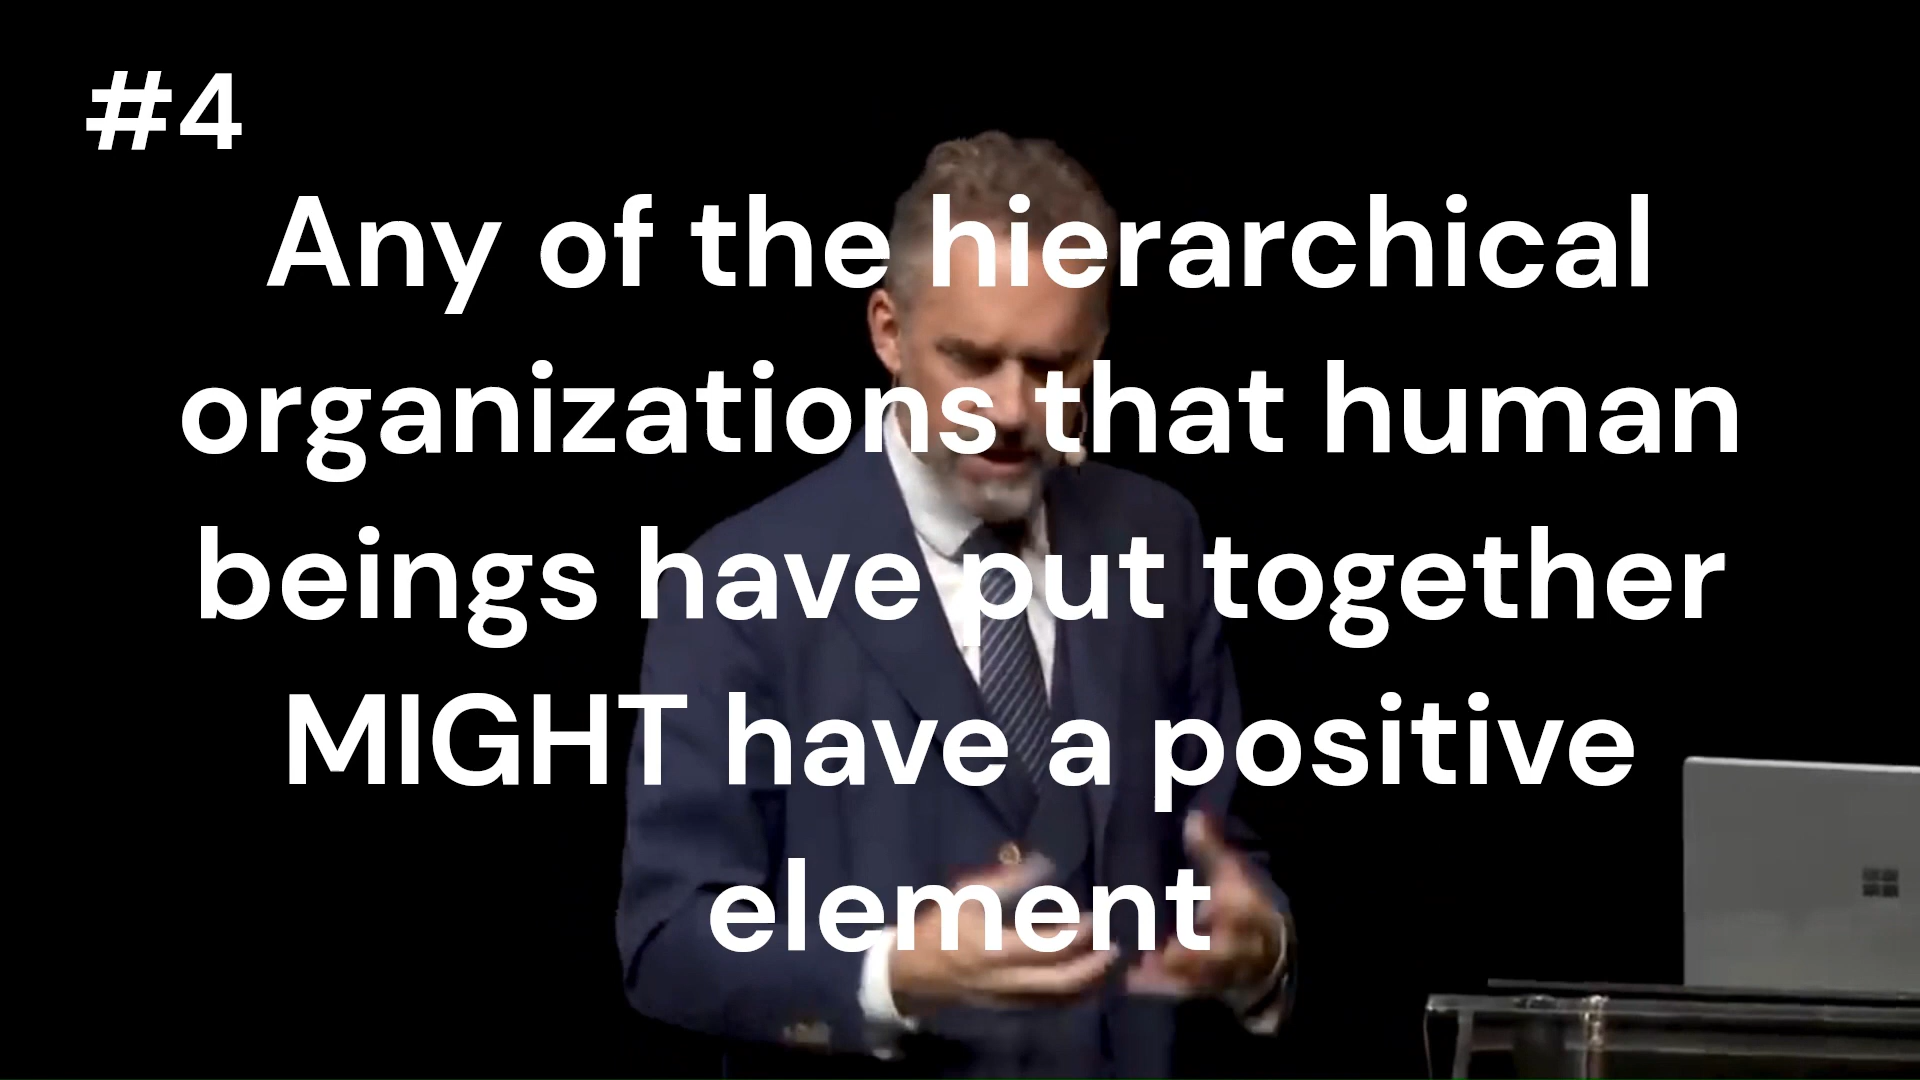 #4
Any of the hierarchical
organizations that human
beings have put together
MIGHT have a positive
element